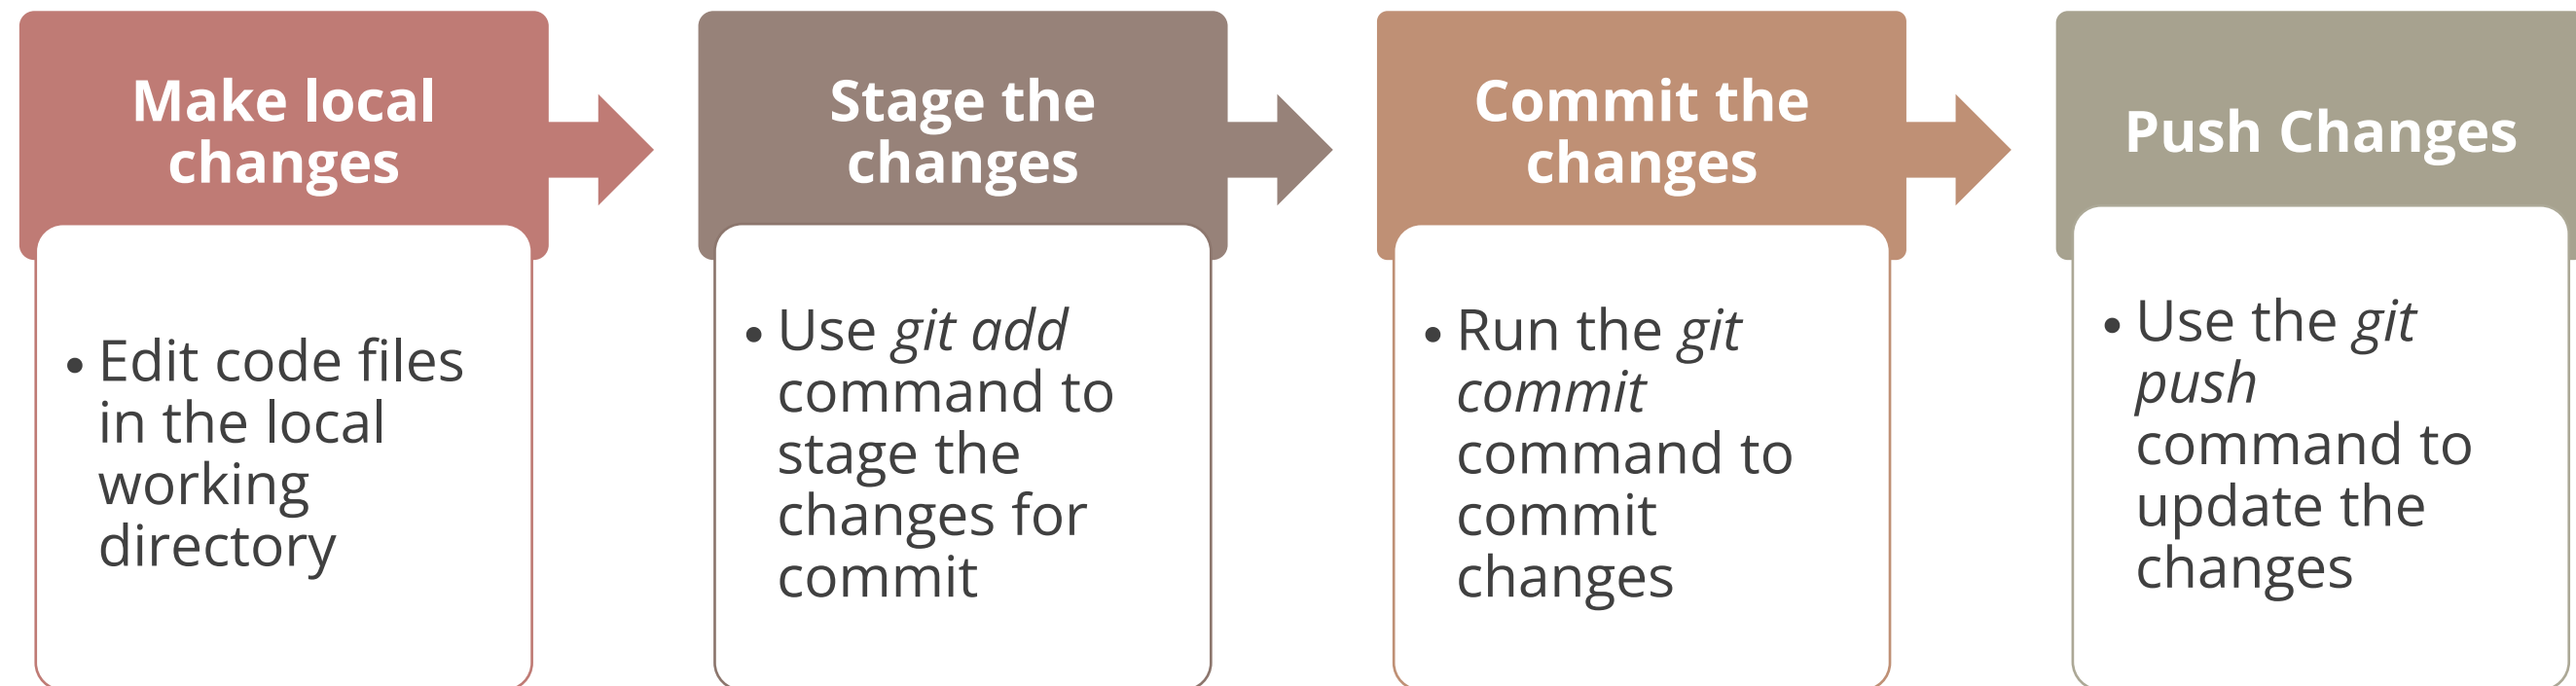 Make local
changes
• Edit code files
in the local
working
directory
Stage the
changes
• Use git add
command to
stage the
changes for
commit
Commit the
changes
• Run the git
commit
command to
commit
changes
Push Changes
• Use the git
push
command to
update the
changes